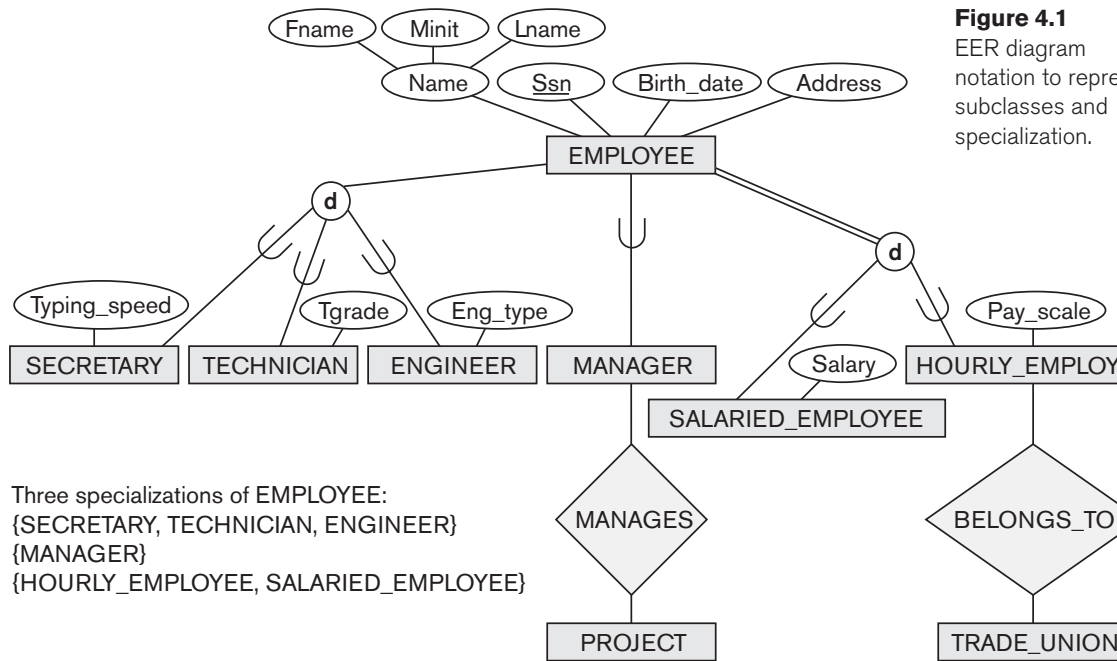 Fname Minit Lname
Name Ssn Birth_date Address
Figure 4.1
EER diagram
notation to repre
subclasses and
specialization.
EMPLOYEE
d
d
Typing_speed Tgrade Eng_type Pay_scale
SECRETARY TECHNICIAN ENGINEER MANAGER Salary HOURLY_EMPLOY
SALARIED_EMPLOYEE
Three specializations of EMPLOYEE:
{SECRETARY, TECHNICIAN, ENGINEER}
{MANAGER}
{HOURLY_EMPLOYEE, SALARIED_EMPLOYEE}
MANAGES BELONGS_TO
PROJECT TRADE_UNION